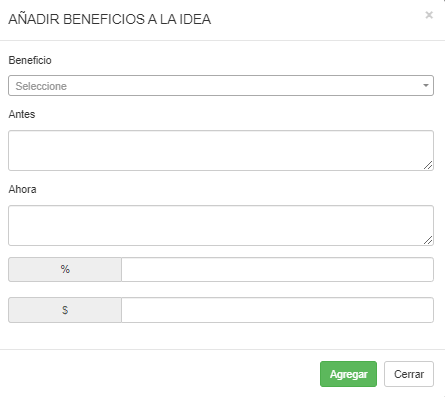 AÑADIR BENEFICIOS A LA IDEA
×
Beneficio
Seleccione
Antes
Ahora
%
$
Agregar
Cerrar